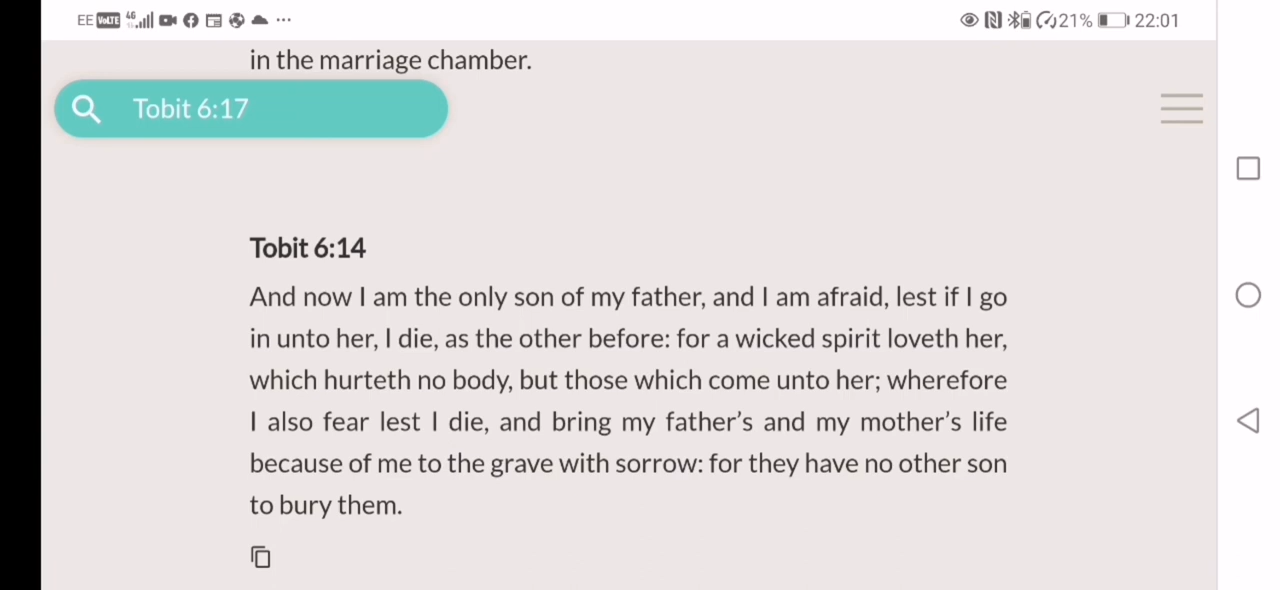 EE VoLTE 4G 21% 22:01
in the marriage chamber.
Tobit 6:17
Tobit 6:14
And now I am the only son of my father, and I am afraid, lest if I go
in unto her, I die, as the other before: for a wicked spirit loveth her,
which hurteth no body, but those which come unto her; wherefore
I also fear lest I die, and bring my father’s and my mother’s life
because of me to the grave with sorrow: for they have no other son
to bury them.